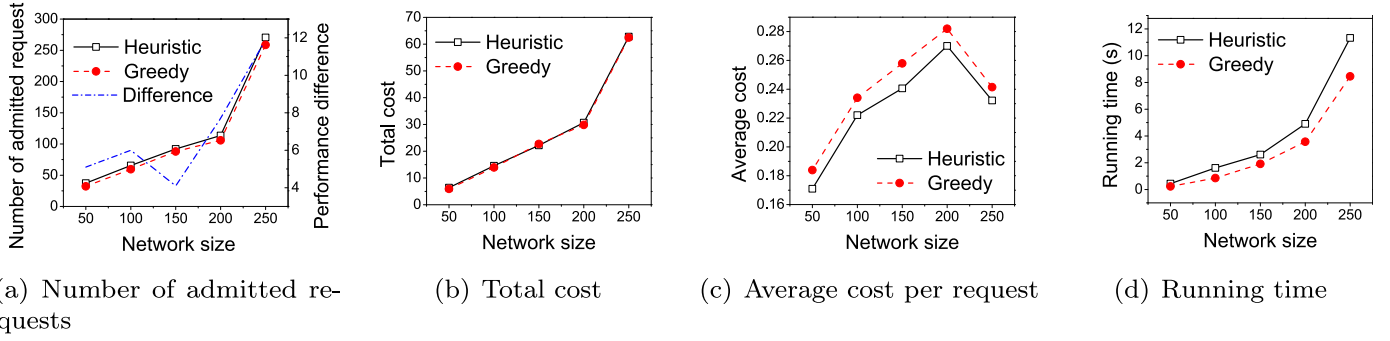 300
250
200
150
100
50
0
Number of admitted request
Heuristic
Greedy
Difference
12
10
8
6
4
Performance difference
50 100 150 200 250
Network size
70
60
50
40
30
20
10
0
Total cost
Heuristic
Greedy
50 100 150 200 250
Network size
0.28
0.26
0.24
0.22
0.20
0.18
0.16
Average cost
Heuristic
Greedy
50 100 150 200 250
Network size
12
10
8
6
4
2
0
Running time (s)
Heuristic
Greedy
50 100 150 200 250
Network size
(a) Number of admitted re-
quests
(b) Total cost
(c) Average cost per request
(d) Running time